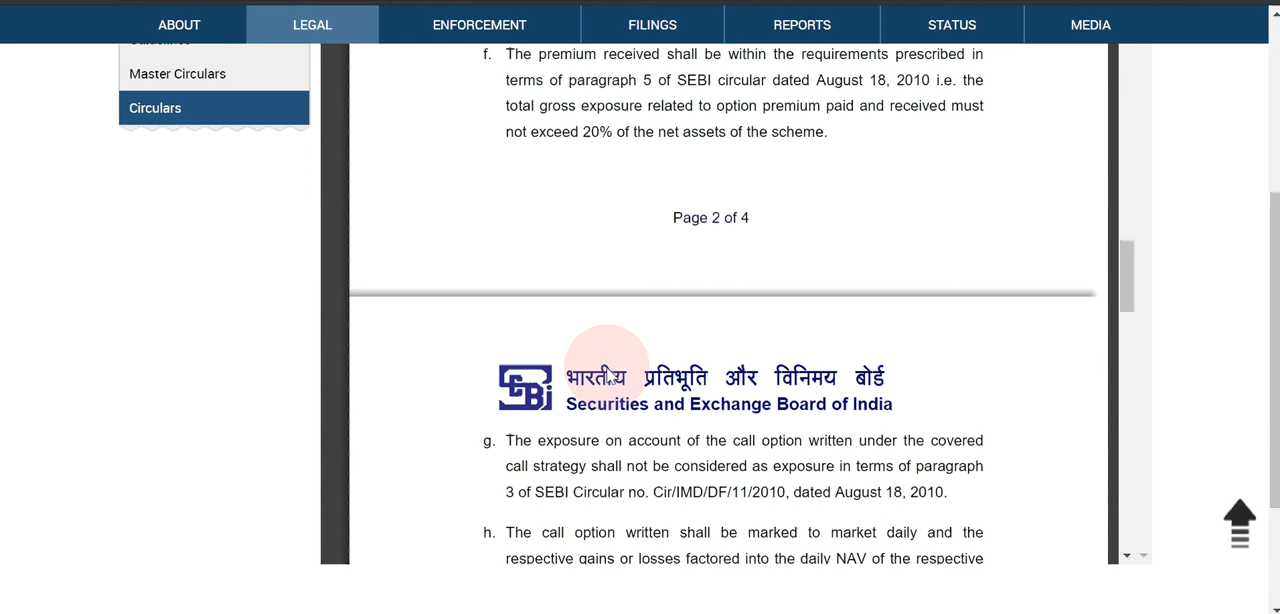 ABOUT LEGAL ENFORCEMENT FILINGS REPORTS STATUS MEDIA
Master Circulars
Circulars
f. The premium received shall be within the requirements prescribed in
terms of paragraph 5 of SEBI circular dated August 18, 2010 i.e. the
total gross exposure related to option premium paid and received must
not exceed 20% of the net assets of the scheme.
Page 2 of 4
SEBI
भारतीय प्रतिभूति और विनिमय बोर्ड
Securities and Exchange Board of India
g. The exposure on account of the call option written under the covered
call strategy shall not be considered as exposure in terms of paragraph
3 of SEBI Circular no. Cir/IMD/DF/11/2010, dated August 18, 2010.
h. The call option written shall be marked to market daily and the
respective gains or losses factored into the daily NAV of the respective